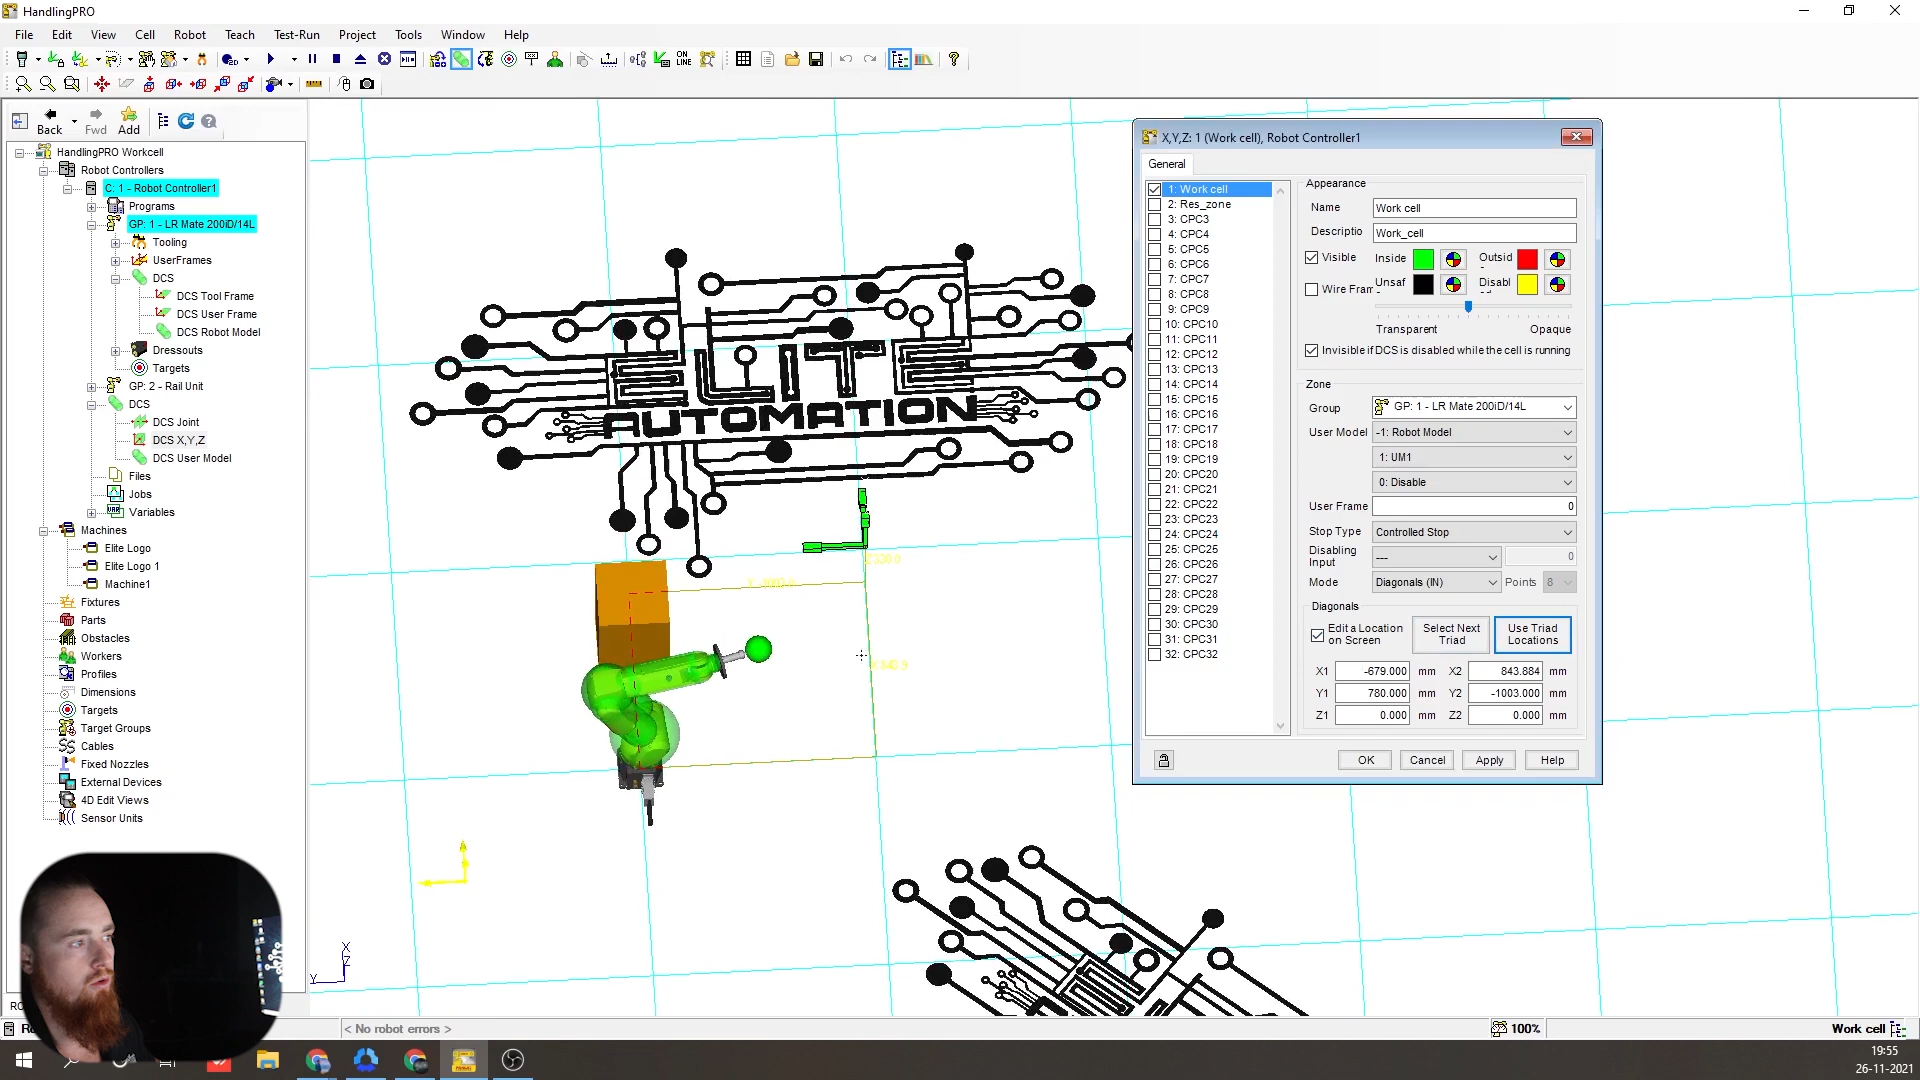 HandlingPRO
File Edit View Cell Robot Teach Test-Run Project Tools Window Help
ON
LINE
Back Fwd Add
HandlingPRO Workcell
Robot Controllers
C: 1 - Robot Controller1
Programs
GP: 1 - LR Mate 200iD/14L
Tooling
UserFrames
DCS
DCS Tool Frame
DCS User Frame
DCS Robot Model
Dressouts
Targets
GP: 2 - Rail Unit
DCS
DCS Joint
DCS X,Y,Z
DCS User Model
Files
Jobs
Variables
Machines
Elite Logo
Elite Logo 1
Machine1
Fixtures
Parts
Obstacles
Workers
Profiles
Dimensions
Targets
Target Groups
Cables
Fixed Nozzles
External Devices
4D Edit Views
Sensor Units
AUTOMATION
X
Z
Y
X,Y,Z: 1 (Work cell), Robot Controller1
General
1: Work cell
2: Res_zone
3: CPC3
4: CPC4
5: CPC5
6: CPC6
7: CPC7
8: CPC8
9: CPC9
10: CPC10
11: CPC11
12: CPC12
13: CPC13
14: CPC14
15: CPC15
16: CPC16
17: CPC17
18: CPC18
19: CPC19
20: CPC20
21: CPC21
22: CPC22
23: CPC23
24: CPC24
25: CPC25
26: CPC26
27: CPC27
28: CPC28
29: CPC29
30: CPC30
31: CPC31
32: CPC32
Appearance
Name Work cell
Descriptio Work_cell
Visible Inside Outsid
Wire Fram Unsaf Disabl
Transparent Opaque
Invisible if DCS is disabled while the cell is running
Zone
Group GP: 1 - LR Mate 200iD/14L
User Model -1: Robot Model
1: UM1
0: Disable
User Frame 0
Stop Type Controlled Stop
Disabling Input --- 0
Mode Diagonals (IN) Points 8
Diagonals
Edit a Location on Screen Select Next Triad Use Triad Locations
X1 -679.000 mm X2 843.884 mm
Y1 780.000 mm Y2 -1003.000 mm
Z1 0.000 mm Z2 0.000 mm
OK Cancel Apply Help
< No robot errors >
100%
Work cell
19:55
26-11-2021